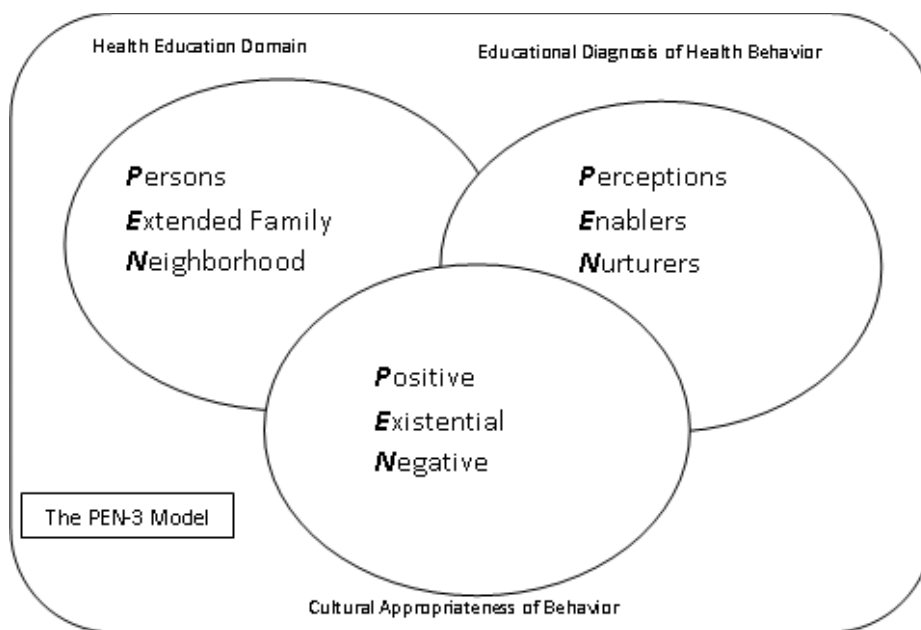 Health Education Domain
Educational Diagnosis of Health Behavior
Persons
Extended Family
Neighborhood
Perceptions
Enablers
Nurturers
Positive
Existential
Negative
The PEN-3 Model
Cultural Appropriateness of Behavior